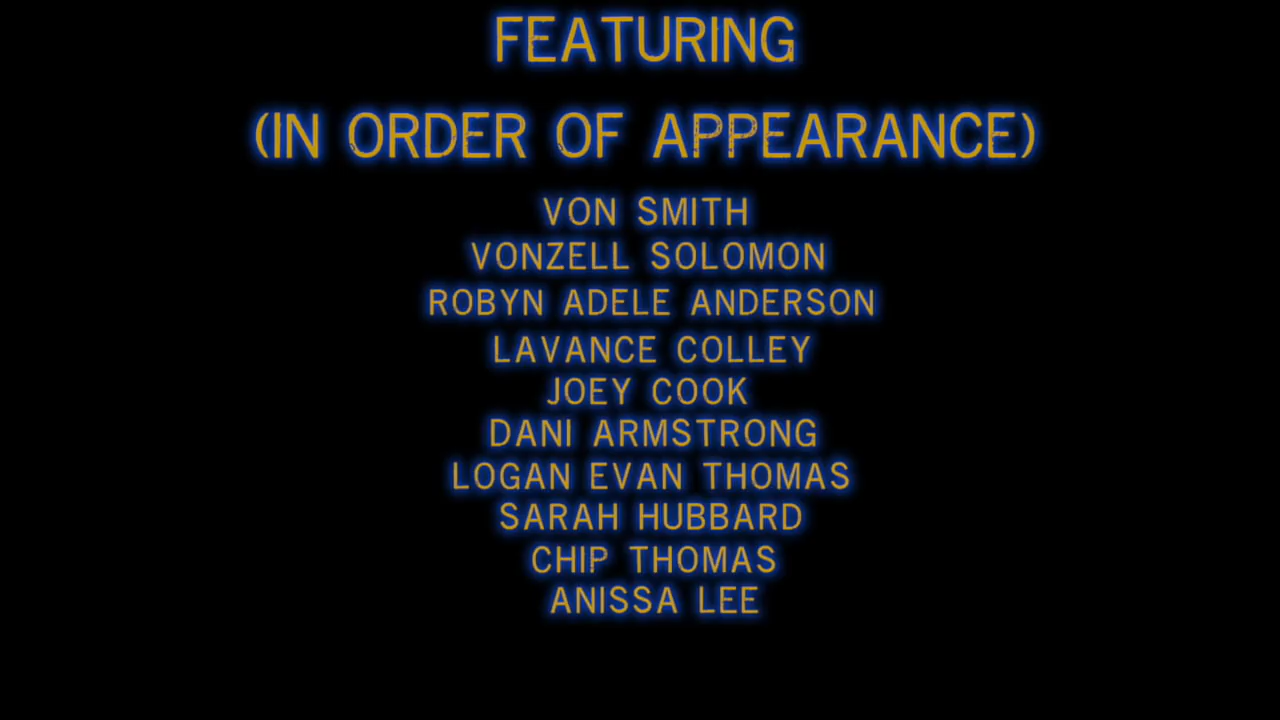 FEATURING
(IN ORDER OF APPEARANCE)
VON SMITH
VONZELL SOLOMON
ROBYN ADELE ANDERSON
LAVANCE COLLEY
JOEY COOK
DANI ARMSTRONG
LOGAN EVAN THOMAS
SARAH HUBBARD
CHIP THOMAS
ANISSA LEE